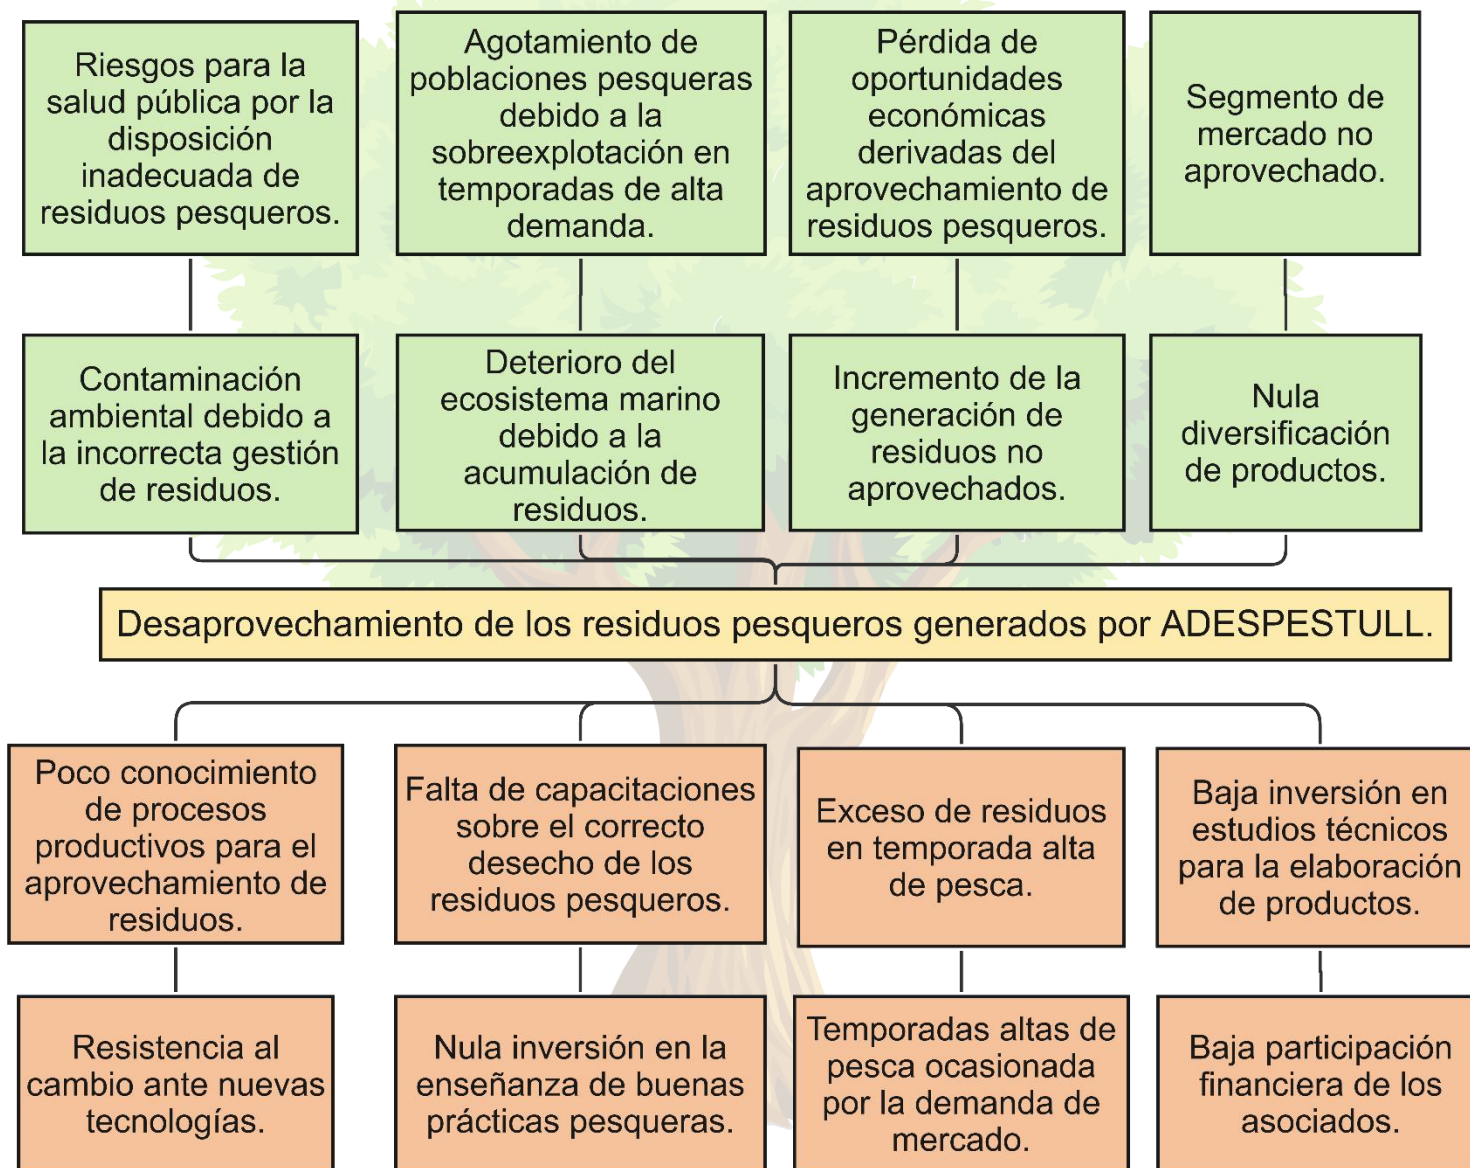 Riesgos para la
salud pública por la
disposición
inadecuada de
residuos pesqueros.
Agotamiento de
poblaciones pesqueras
debido a la
sobreexplotación en
temporadas de alta
demanda.
Pérdida de
oportunidades
económicas
derivadas del
aprovechamiento de
residuos pesqueros.
Segmento de
mercado no
aprovechado.
Contaminación
ambiental debido a
la incorrecta gestión
de residuos.
Deterioro del
ecosistema marino
debido a la
acumulación de
residuos.
Incremento de la
generación de
residuos no
aprovechados.
Nula
diversificación
de productos.
Desaprovechamiento de los residuos pesqueros generados por ADESPESTULL.
Poco conocimiento
de procesos
productivos para el
aprovechamiento de
residuos.
Falta de capacitaciones
sobre el correcto
desecho de los
residuos pesqueros.
Exceso de residuos
en temporada alta
de pesca.
Baja inversión en
estudios técnicos
para la elaboración
de productos.
Resistencia al
cambio ante nuevas
tecnologías.
Nula inversión en la
enseñanza de buenas
prácticas pesqueras.
Temporadas altas de
pesca ocasionada
por la demanda de
mercado.
Baja participación
financiera de los
asociados.